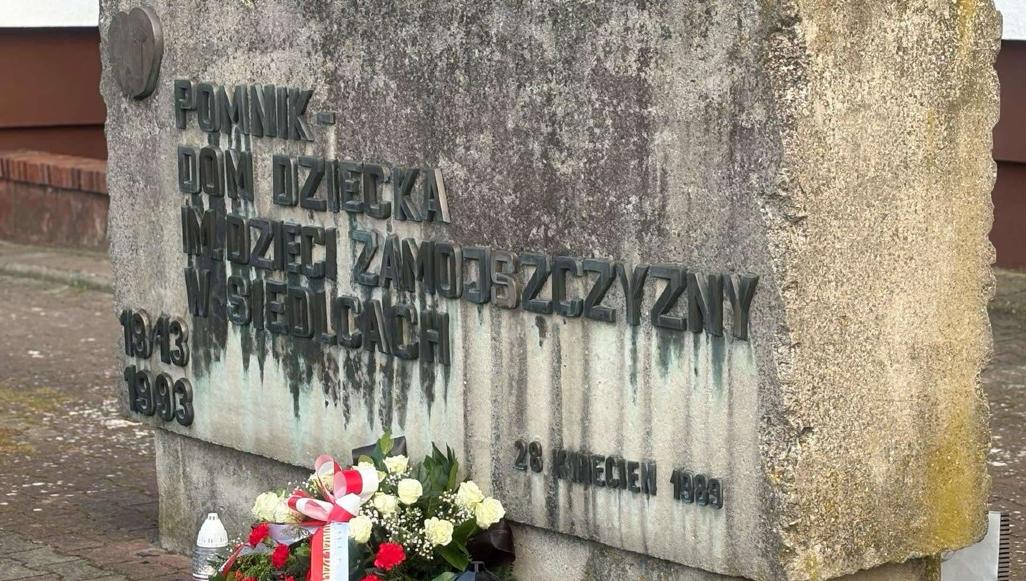 POMNIK-
DOM DZIECKA
IM.DZIECI ZAMOJSZCZYZNY
W SIEDLCACH
1943
1993
28 KWIECIEŃ 1989